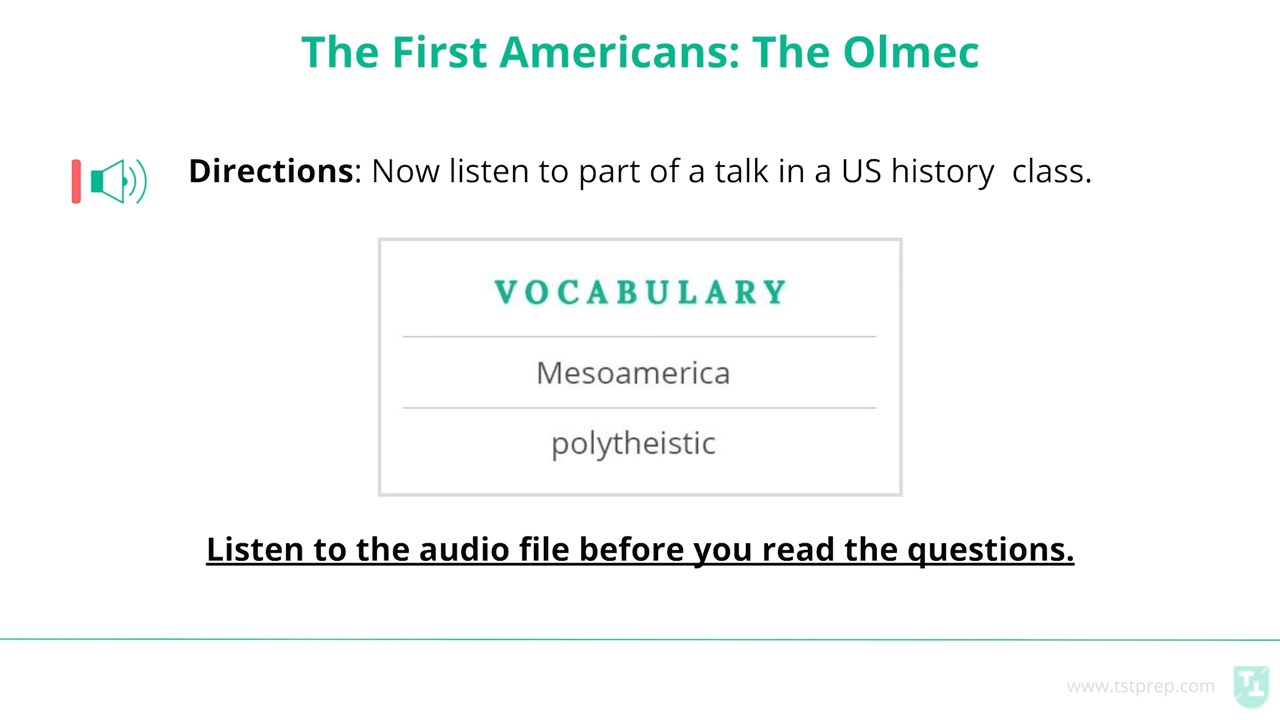 The First Americans: The Olmec
Directions: Now listen to part of a talk in a US history class.
VOCABULARY
Mesoamerica
polytheistic
Listen to the audio file before you read the questions.
www.tstprep.com